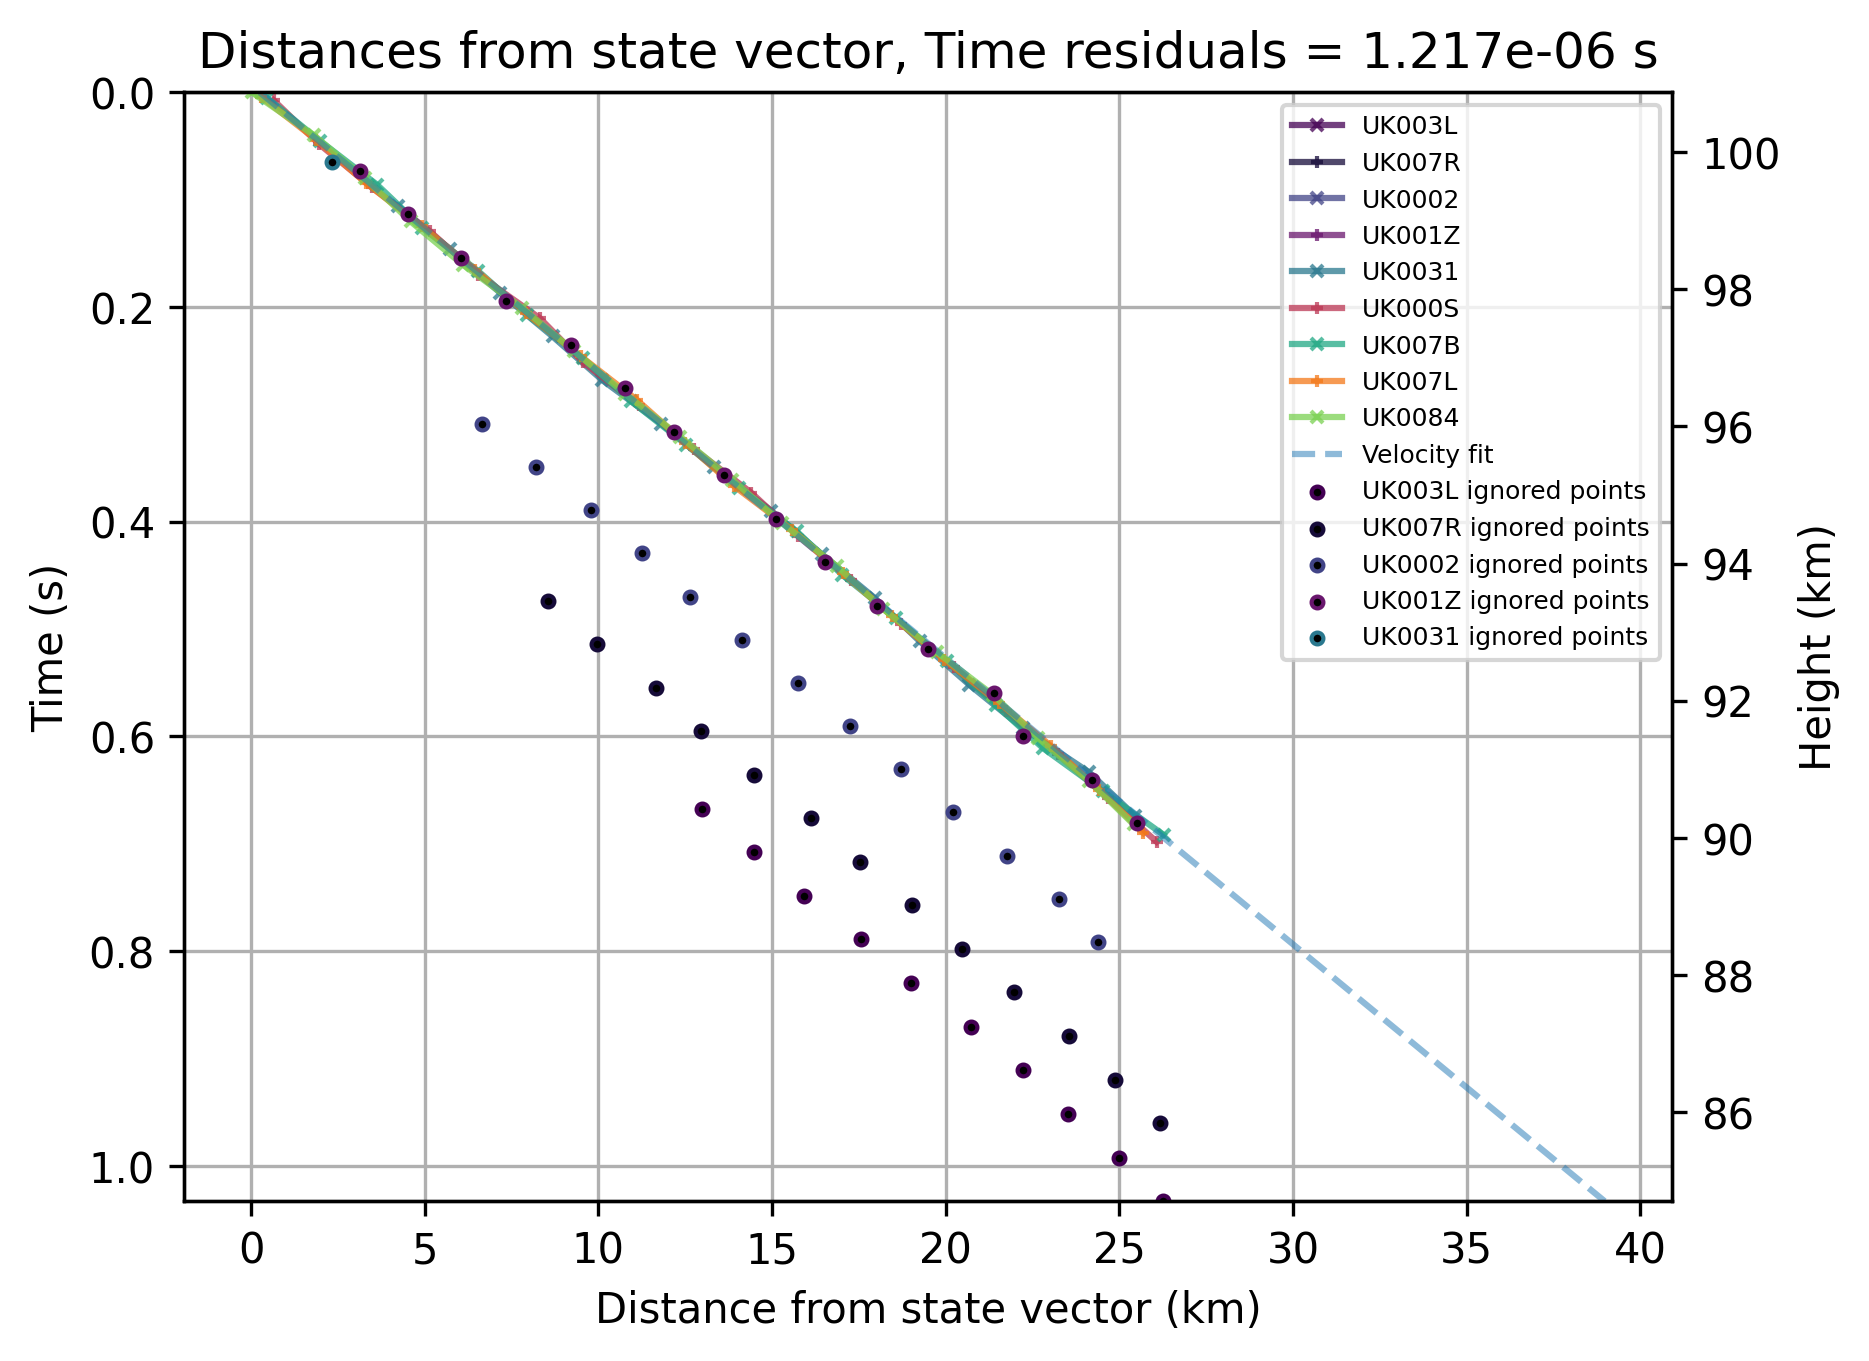 Distances from state vector, Time residuals = 1.217e-06 s
0.0
0.2
0.4
0.6
0.8
1.0
Time (s)
0
5
10
15
20
25
30
35
40
Distance from state vector (km)
100
98
96
94
92
90
88
86
Height (km)
UK003L
UK007R
UK0002
UK001Z
UK0031
UK000S
UK007B
UK007L
UK0084
Velocity fit
UK003L ignored points
UK007R ignored points
UK0002 ignored points
UK001Z ignored points
UK0031 ignored points